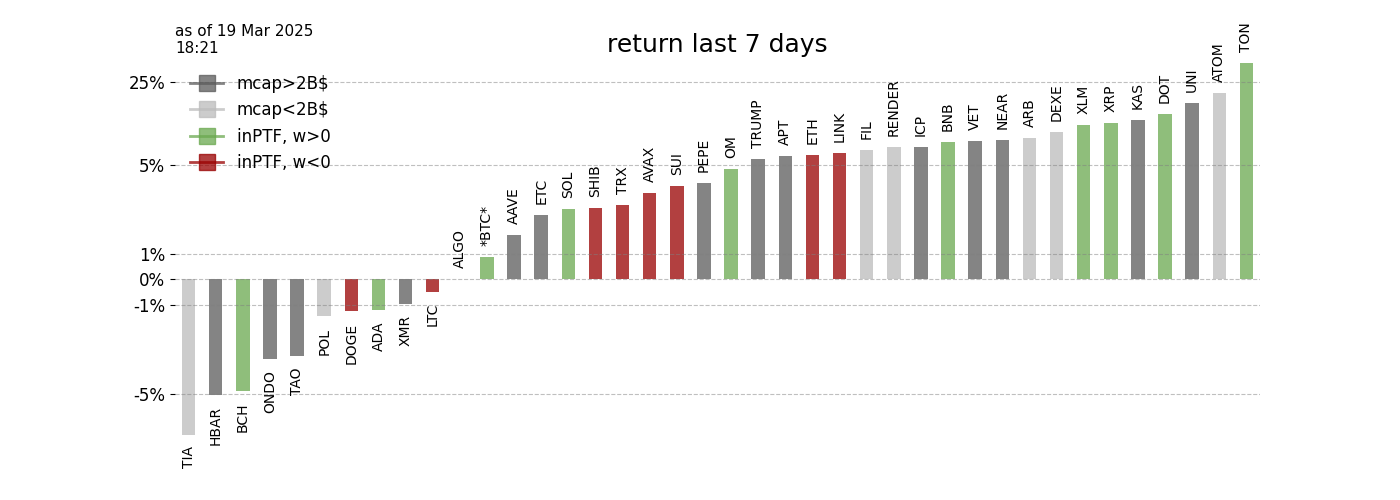 as of 19 Mar 2025
18:21
return last 7 days
mcap>2B$
mcap<2B$
inPTF, w>0
inPTF, w<0
25%
5%
1%
0%
-1%
-5%
TIA
HBAR
BCH
ONDO
TAO
POL
DOGE
ADA
XMR
LTC
ALGO
*BTC*
AAVE
ETC
SOL
SHIB
TRX
AVAX
SUI
PEPE
OM
TRUMP
APT
ETH
LINK
FIL
RENDER
ICP
BNB
VET
NEAR
ARB
DEXE
XLM
XRP
KAS
DOT
UNI
ATOM
TON